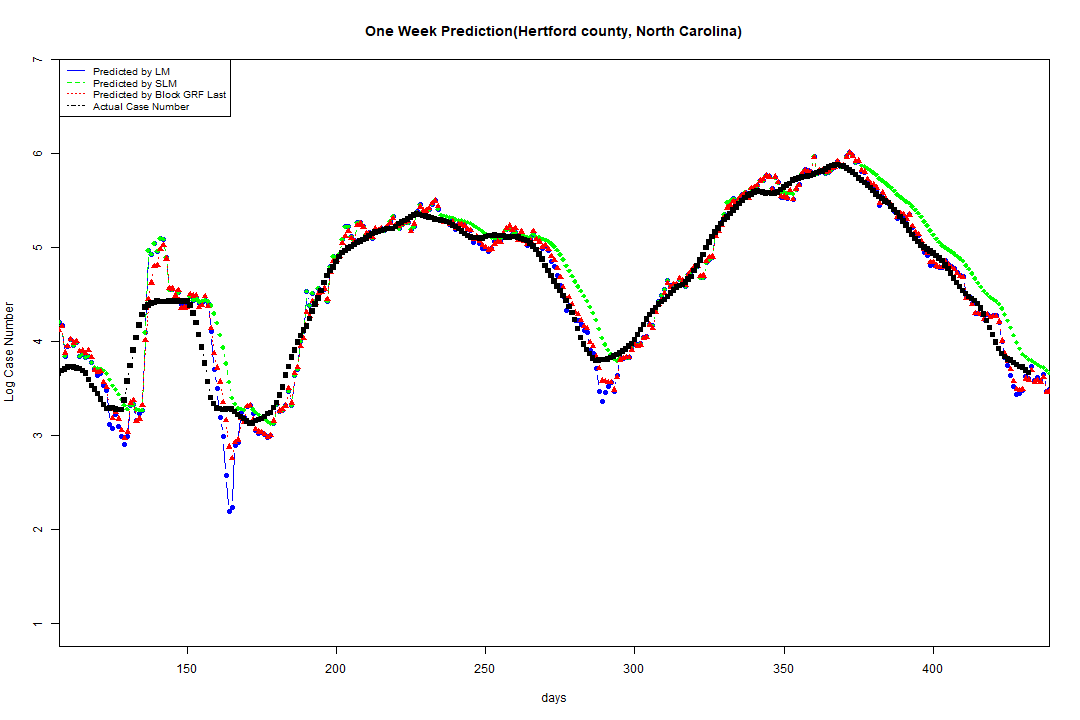 One Week Prediction(Hertford county, North Carolina)
Predicted by LM
Predicted by SLM
Predicted by Block GRF Last
Actual Case Number
7
6
5
4
3
2
1
Log Case Number
150 200 250 300 350 400
days